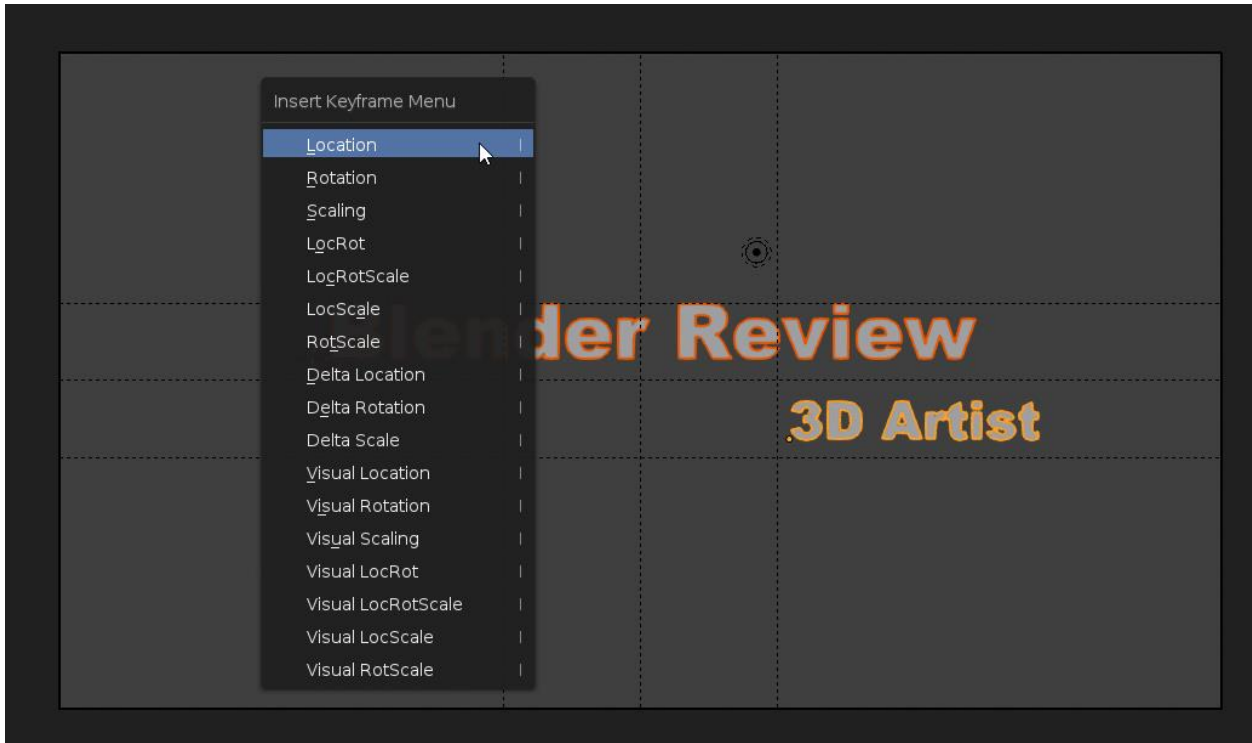 Insert Keyframe Menu
Location I
Rotation I
Scaling I
LocRot I
LocRotScale I
LocScale I
RotScale I
Delta Location I
Delta Rotation I
Delta Scale I
Visual Location I
Visual Rotation I
Visual Scaling I
Visual LocRot I
Visual LocRotScale I
Visual LocScale I
Visual RotScale I
Blender Review
3D Artist